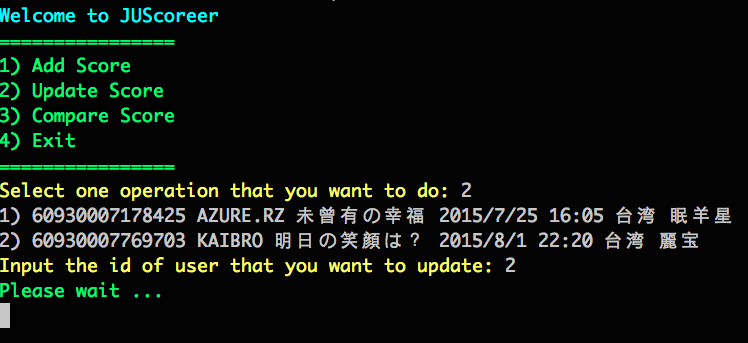 Welcome to JUScoreer
================
1) Add Score
2) Update Score
3) Compare Score
4) Exit
================
Select one operation that you want to do: 2
1) 60930007178425 AZURE.RZ 未曾有の幸福 2015/7/25 16:05 台湾 眠羊星
2) 60930007769703 KAIBRO 明日の笑顔は？ 2015/8/1 22:20 台湾 麗宝
Input the id of user that you want to update: 2
Please wait ...